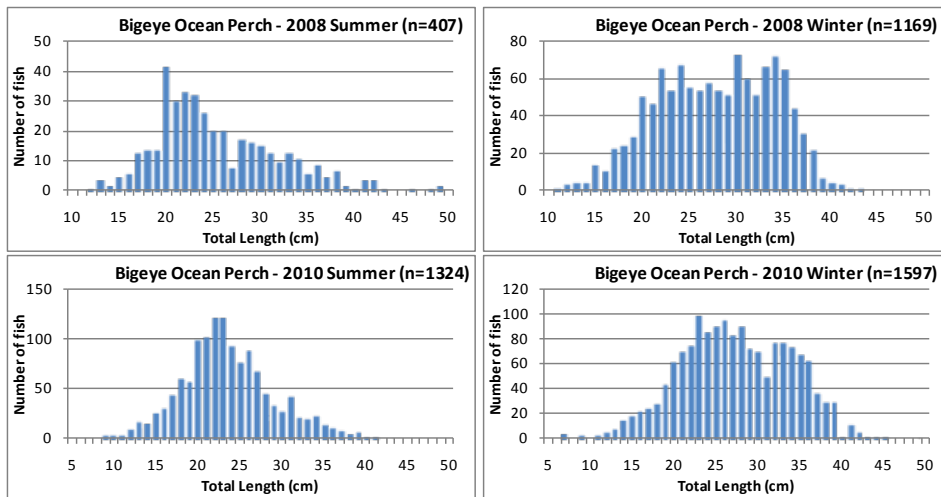 Bigeye Ocean Perch - 2008 Summer (n=407)
Number of fish
50
40
30
20
10
0
10 15 20 25 30 35 40 45 50
Total Length (cm)
Bigeye Ocean Perch - 2008 Winter (n=1169)
Number of fish
80
60
40
20
0
10 15 20 25 30 35 40 45 50
Total Length (cm)
Bigeye Ocean Perch - 2010 Summer (n=1324)
Number of fish
150
100
50
0
5 10 15 20 25 30 35 40 45 50
Total Length (cm)
Bigeye Ocean Perch - 2010 Winter (n=1597)
Number of fish
120
100
80
60
40
20
0
5 10 15 20 25 30 35 40 45 50
Total Length (cm)